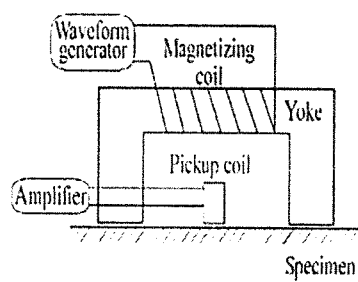 Waveform
generator
Magnetizing
coil
Yoke
Pickup coil
Amplifier
Specimen